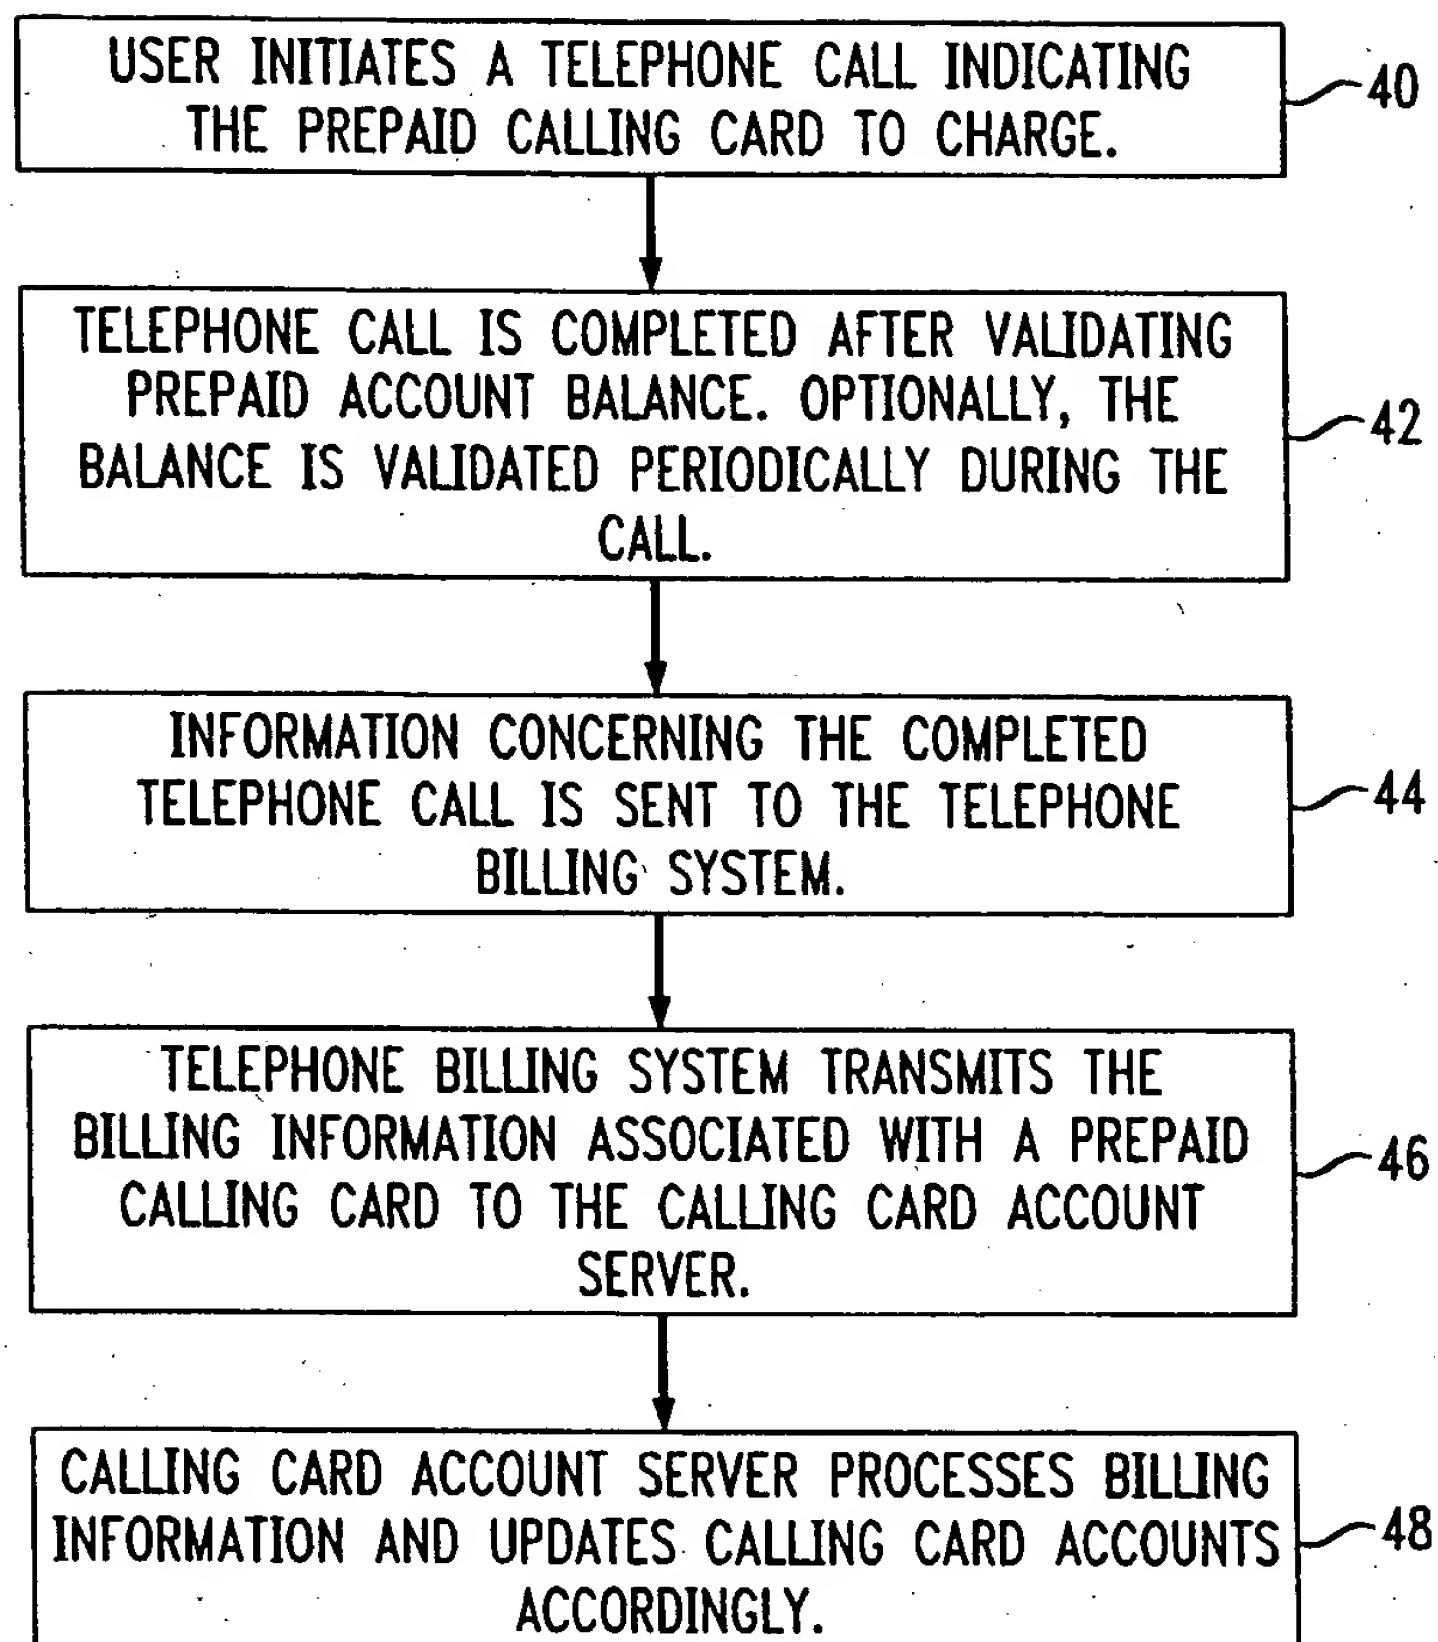 USER INITIATES A TELEPHONE CALL INDICATING
THE PREPAID CALLING CARD TO CHARGE.
40
TELEPHONE CALL IS COMPLETED AFTER VALIDATING
PREPAID ACCOUNT BALANCE. OPTIONALLY, THE
BALANCE IS VALIDATED PERIODICALLY DURING THE
CALL.
42
INFORMATION CONCERNING THE COMPLETED
TELEPHONE CALL IS SENT TO THE TELEPHONE
BILLING SYSTEM.
44
TELEPHONE BILLING SYSTEM TRANSMITS THE
BILLING INFORMATION ASSOCIATED WITH A PREPAID
CALLING CARD TO THE CALLING CARD ACCOUNT
SERVER.
46
CALLING CARD ACCOUNT SERVER PROCESSES BILLING
INFORMATION AND UPDATES CALLING CARD ACCOUNTS
ACCORDINGLY.
48